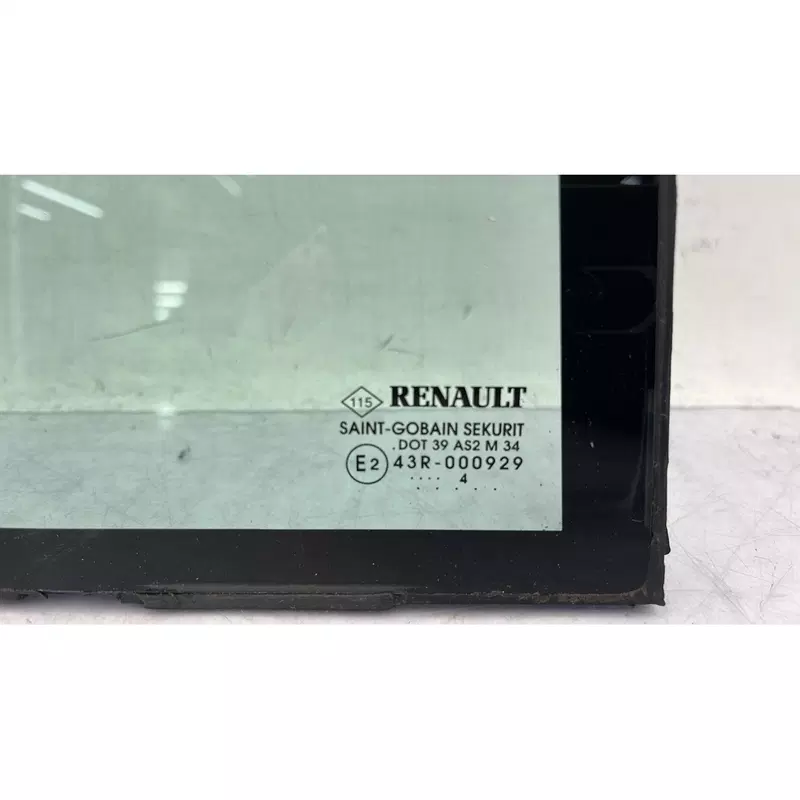 115 RENAULT
SAINT-GOBAIN SEKURIT
.DOT 39 AS2 M 34
E2 43R-000929
.... 4
. . . . .